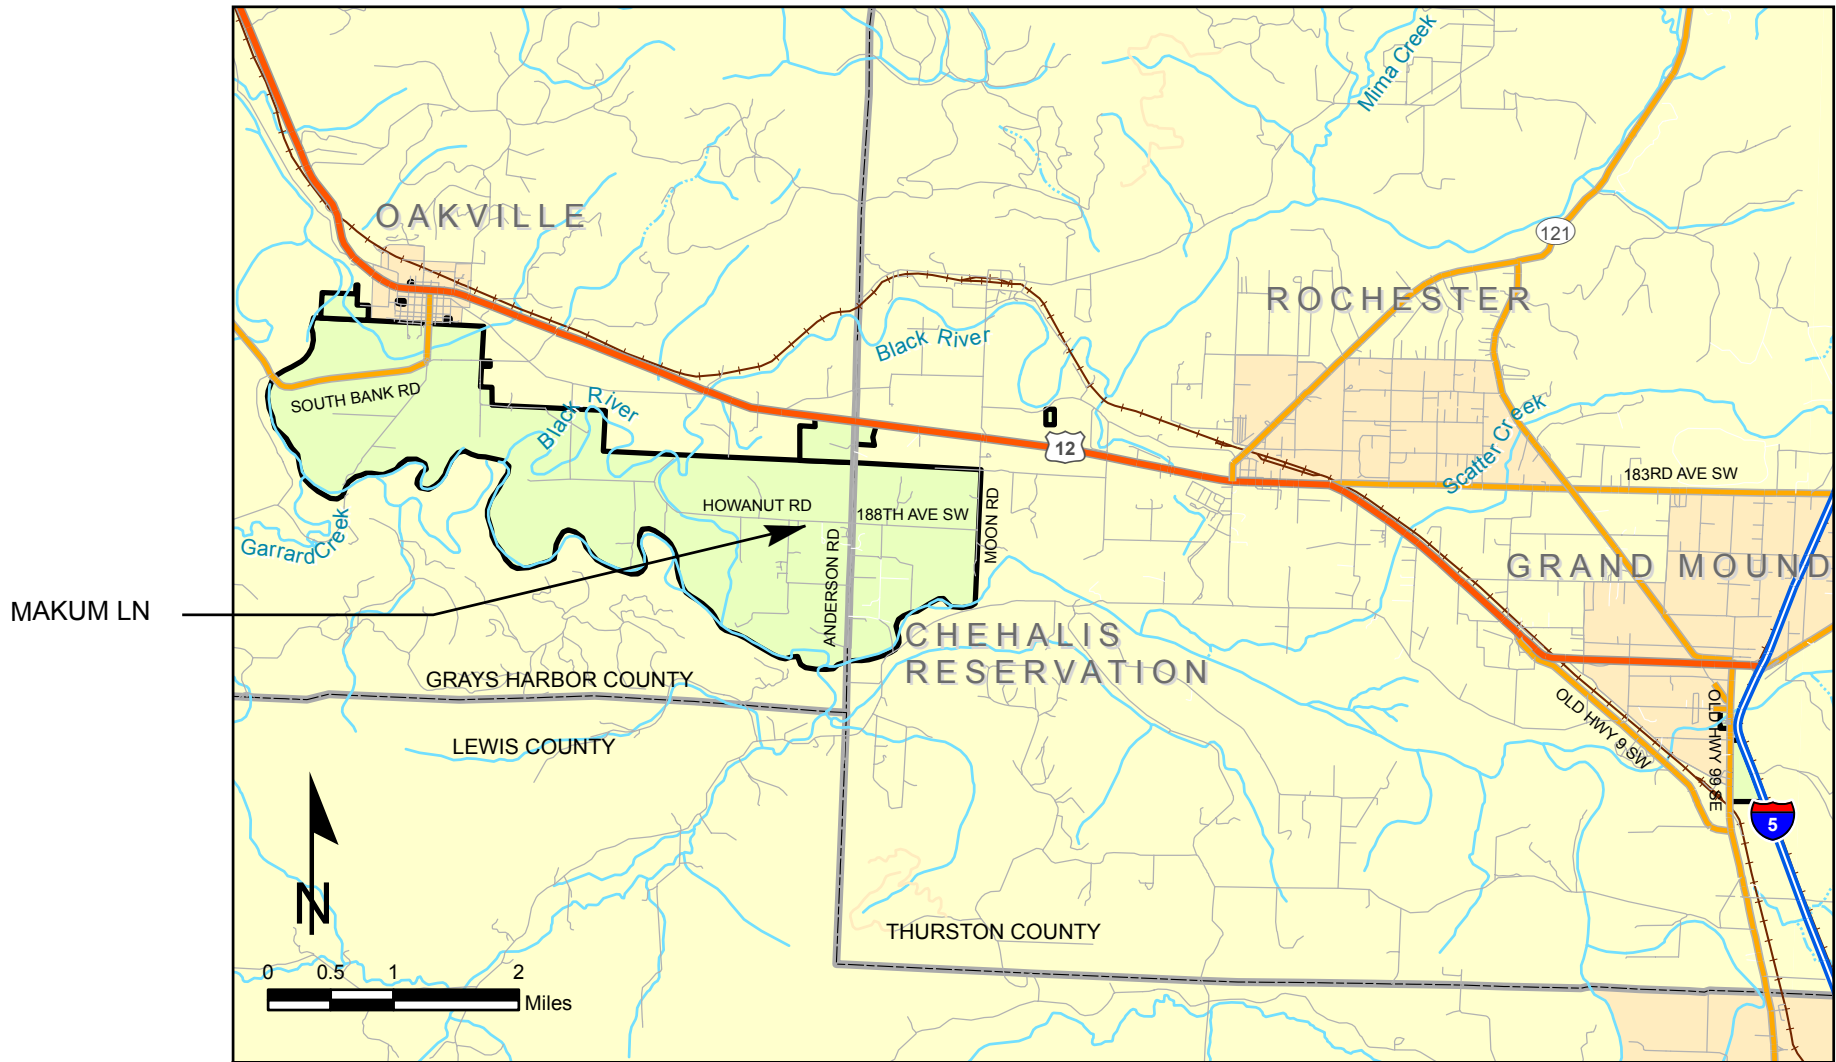 Mima Creek
OAKVILLE
121
ROCHESTER
Black River
Black River
SOUTH BANK RD
12
Scatter Creek
183RD AVE SW
HOWANUT RD
188TH AVE SW
MOON RD
Garrard Creek
ANDERSON RD
GRAND MOUND
MAKUM LN
CHEHALIS
RESERVATION
GRAYS HARBOR COUNTY
OLD HWY 9 SW
OLD HWY 99 SE
LEWIS COUNTY
5
N
THURSTON COUNTY
0 0.5 1 2
Miles